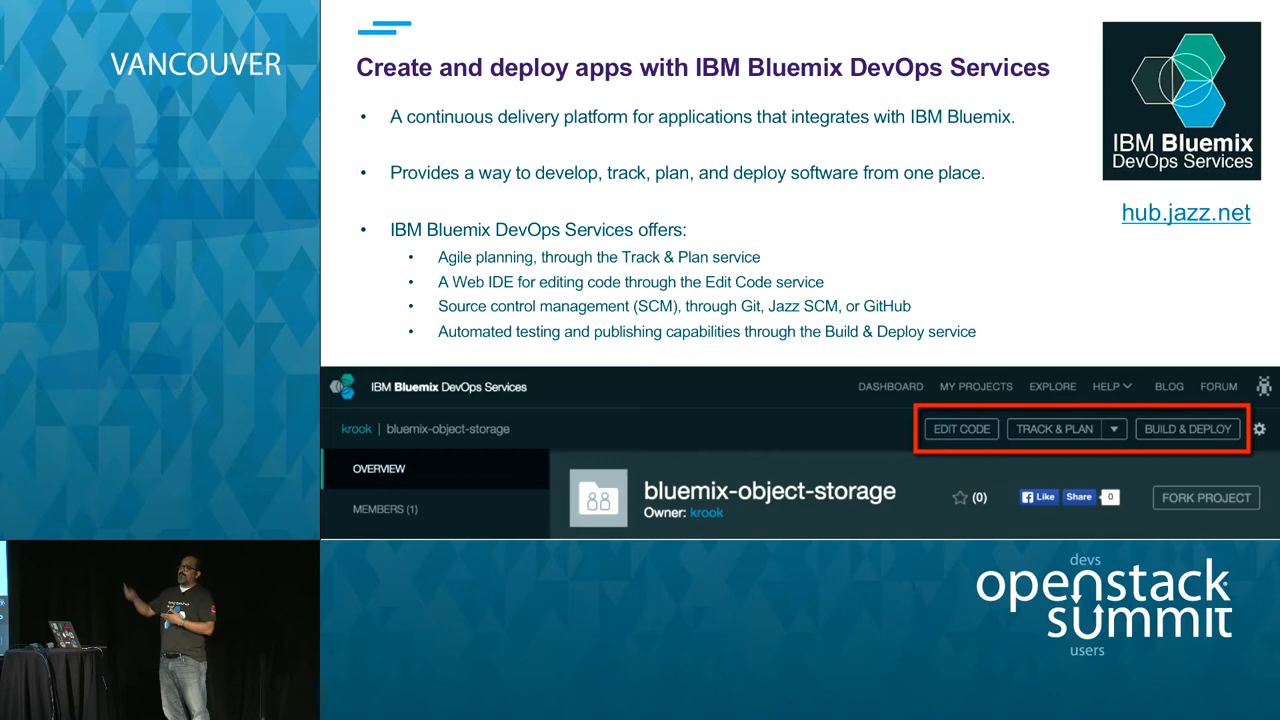 VANCOUVER
Create and deploy apps with IBM Bluemix DevOps Services
• A continuous delivery platform for applications that integrates with IBM Bluemix.
• Provides a way to develop, track, plan, and deploy software from one place.
• IBM Bluemix DevOps Services offers:
• Agile planning, through the Track & Plan service
• A Web IDE for editing code through the Edit Code service
• Source control management (SCM), through Git, Jazz SCM, or GitHub
• Automated testing and publishing capabilities through the Build & Deploy service
IBM Bluemix
DevOps Services
hub.jazz.net
IBM Bluemix DevOps Services
DASHBOARD MY PROJECTS EXPLORE HELP BLOG FORUM
krook | bluemix-object-storage
EDIT CODE TRACK & PLAN BUILD & DEPLOY
OVERVIEW
MEMBERS (1)
bluemix-object-storage
Owner: krook
(0)
Like Share 0
FORK PROJECT
devs
openstack
summit
users